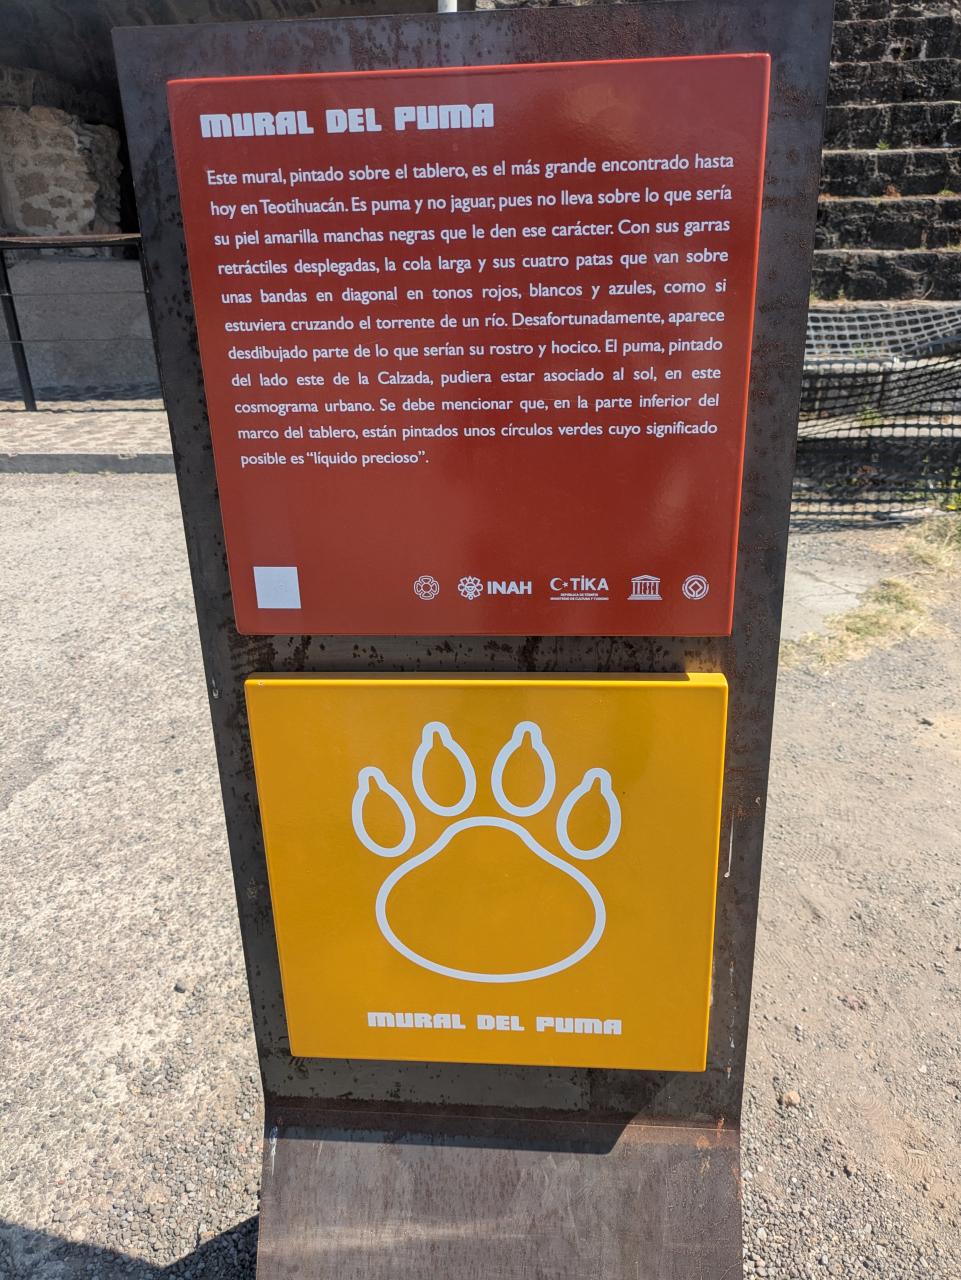 MURAL DEL PUMA
Este mural, pintado sobre el tablero, es el más grande encontrado hasta
hoy en Teotihuacán. Es puma y no jaguar, pues no lleva sobre lo que sería
su piel amarilla manchas negras que le den ese carácter. Con sus garras
retráctiles desplegadas, la cola larga y sus cuatro patas que van sobre
unas bandas en diagonal en tonos rojos, blancos y azules, como si
estuviera cruzando el torrente de un río. Desafortunadamente, aparece
desdibujado parte de lo que serían su rostro y hocico. El puma, pintado
del lado este de la Calzada, pudiera estar asociado al sol, en este
cosmograma urbano. Se debe mencionar que, en la parte inferior del
marco del tablero, están pintados unos círculos verdes cuyo significado
posible es “líquido precioso”.
INAH
TİKA
MURAL DEL PUMA